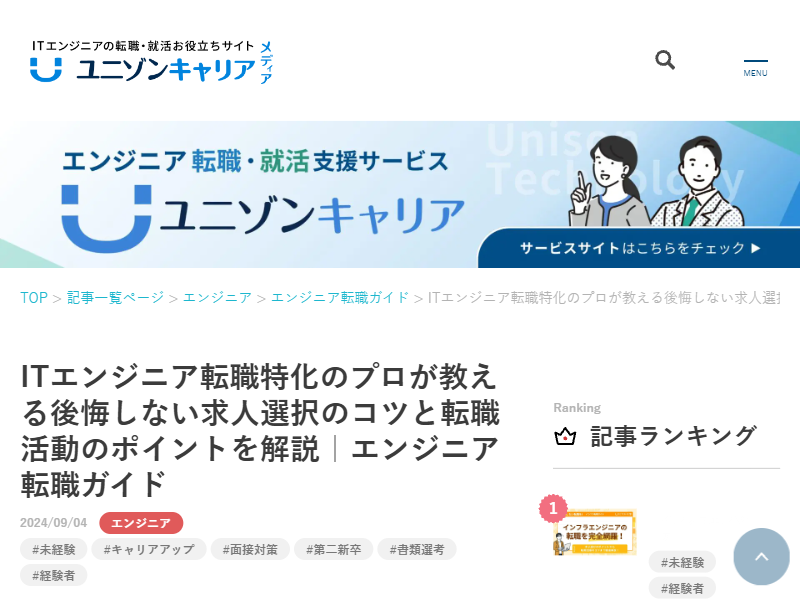 ITエンジニアの転職・就活お役立ちサイト
ユニゾンキャリア
メディア
MENU
Unison
Technology
エンジニア 転職・就活 支援サービス
ユニゾンキャリア
サービスサイトはこちらをチェック ▶
TOP > 記事一覧ページ > エンジニア > エンジニア転職ガイド > ITエンジニア転職特化のプロが教える後悔しない求人選
ITエンジニア転職特化のプロが教え
る後悔しない求人選択のコツと転職
活動のポイントを解説｜エンジニア
転職ガイド
2024/09/04 エンジニア
#未経験 #キャリアアップ #面接対策 #第二新卒 #書類選考
#経験者
Ranking
記事ランキング
1
インフラエンジニアの
転職を完全網羅！
#未経験
#経験者